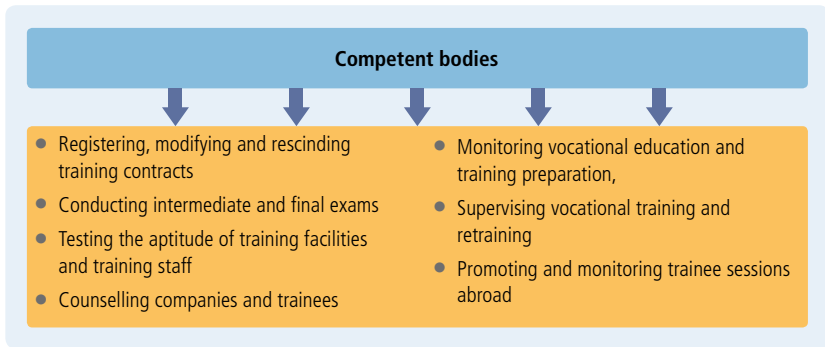 Competent bodies
● Registering, modifying and rescinding
training contracts
● Conducting intermediate and final exams
● Testing the aptitude of training facilities
and training staff
● Counselling companies and trainees
● Monitoring vocational education and
training preparation,
● Supervising vocational training and
retraining
● Promoting and monitoring trainee sessions
abroad